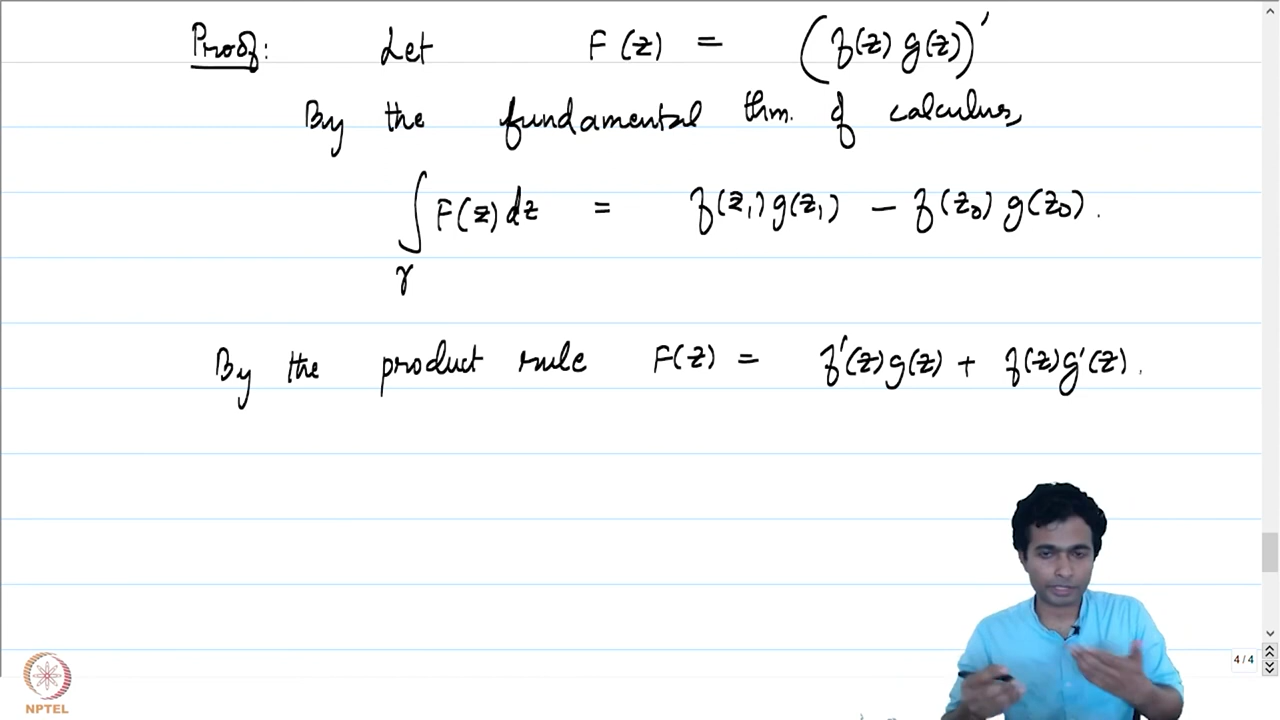 Proof: Let F(z) = (f(z) g(z))'
By the fundamental thm. of calculus,
∫_γ F(z) dz = f(z₁) g(z₁) − f(z₀) g(z₀).
By the product rule F(z) = f'(z) g(z) + f(z) g'(z).
4 / 4
NPTEL